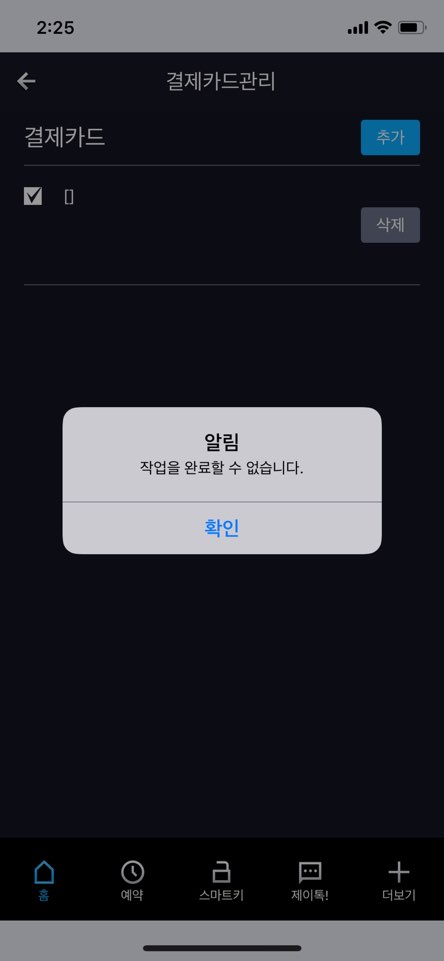 2:25
결제카드관리
결제카드
추가
[]
삭제
알림
작업을 완료할 수 없습니다.
확인
홈
예약
스마트키
제이톡!
더보기